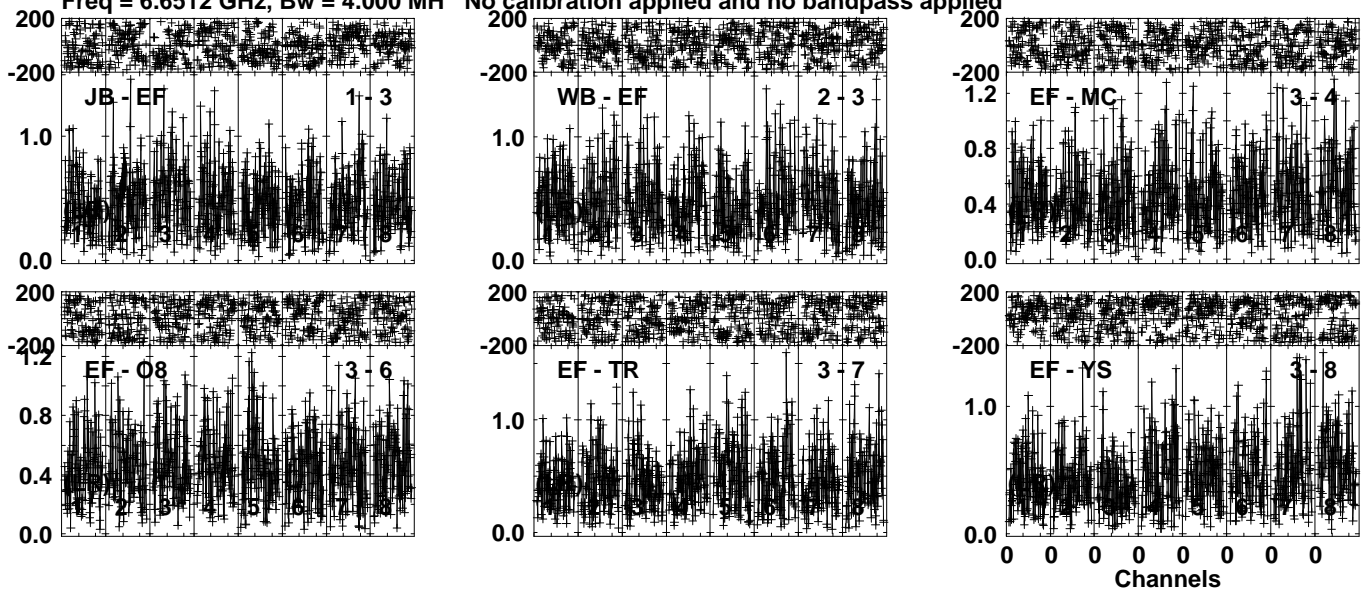 Freq = 6.6512 GHz, Bw = 4.000 MH No calibration applied and no bandpass applied
200 200 200
-200 -200 -200
JB - EF 1 - 3 WB - EF 2 - 3 EF - MC 3 - 4
1.2
1.0 1.0
0.8
0.4
0.0 0.0 0.0
200 200 200
-200 -200 -200
1.2
EF - O8 3 - 6 EF - TR 3 - 7 EF - YS 3 - 8
0.8 1.0 1.0
0.4
0.0 0.0 0.0
0 0 0 0 0 0 0 0
Channels